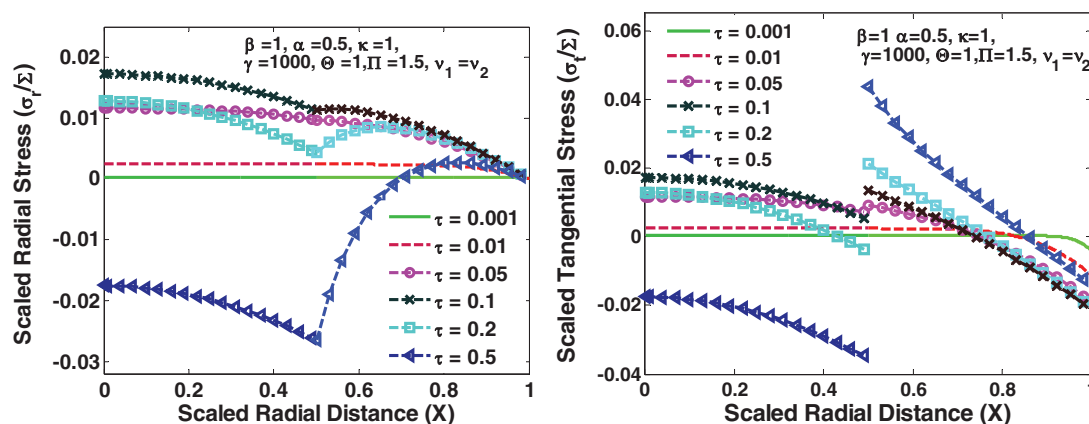 0.02
0.01
0
-0.01
-0.02
-0.03
Scaled Radial Stress (σr/Σ)
β=1, α=0.5, κ=1,
γ=1000, Θ=1,Π=1.5, ν1=ν2
τ = 0.001
τ = 0.01
τ = 0.05
τ = 0.1
τ = 0.2
τ = 0.5
0 0.2 0.4 0.6 0.8 1
Scaled Radial Distance (X)
0.06
0.04
0.02
0
-0.02
-0.04
Scaled Tangential Stress (σt/Σ)
τ = 0.001
τ = 0.01
τ = 0.05
τ = 0.1
τ = 0.2
τ = 0.5
β=1 α=0.5, κ=1,
γ=1000, Θ=1,Π=1.5, ν1=ν2
0 0.2 0.4 0.6 0.8 1
Scaled Radial Distance (X)